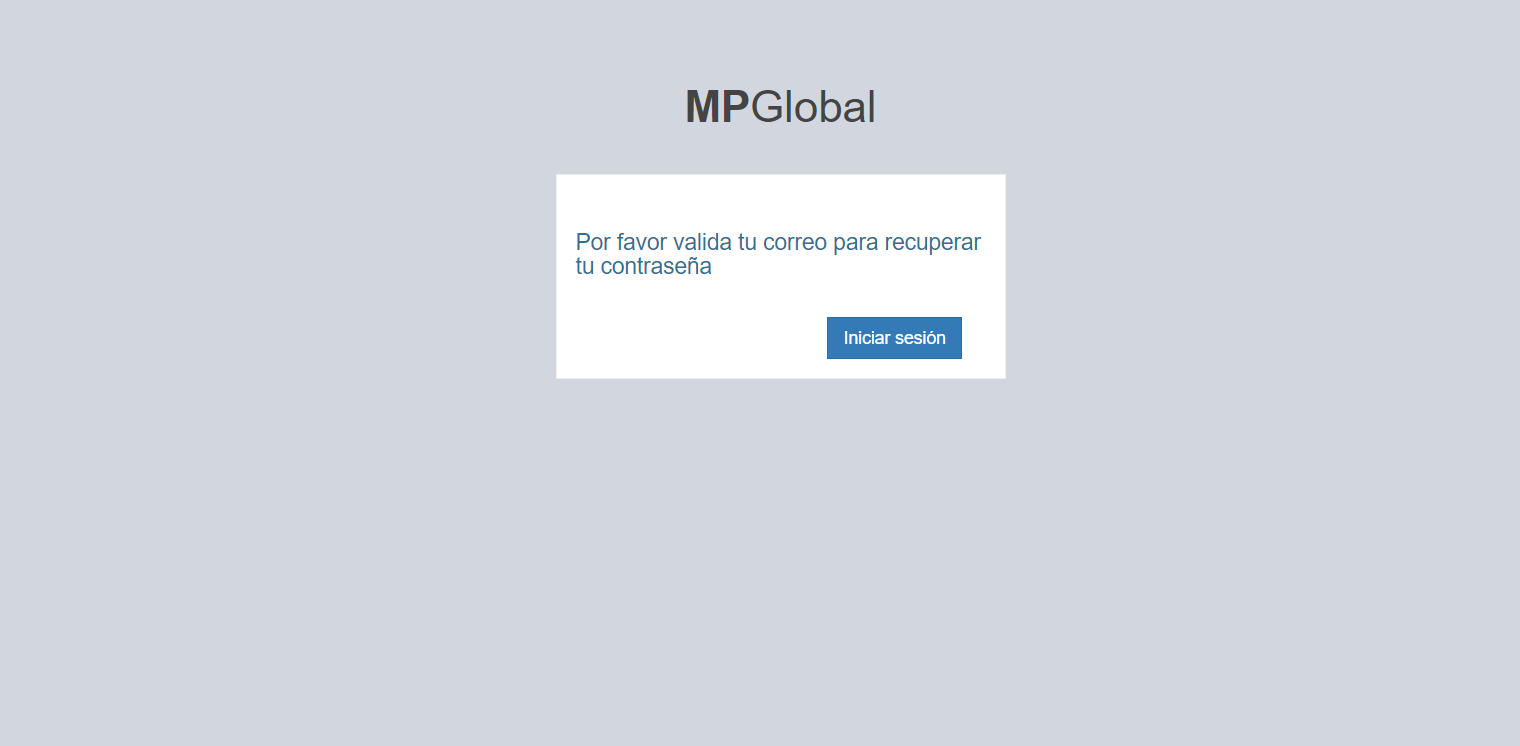 MPGlobal
Por favor valida tu correo para recuperar
tu contraseña
Iniciar sesión